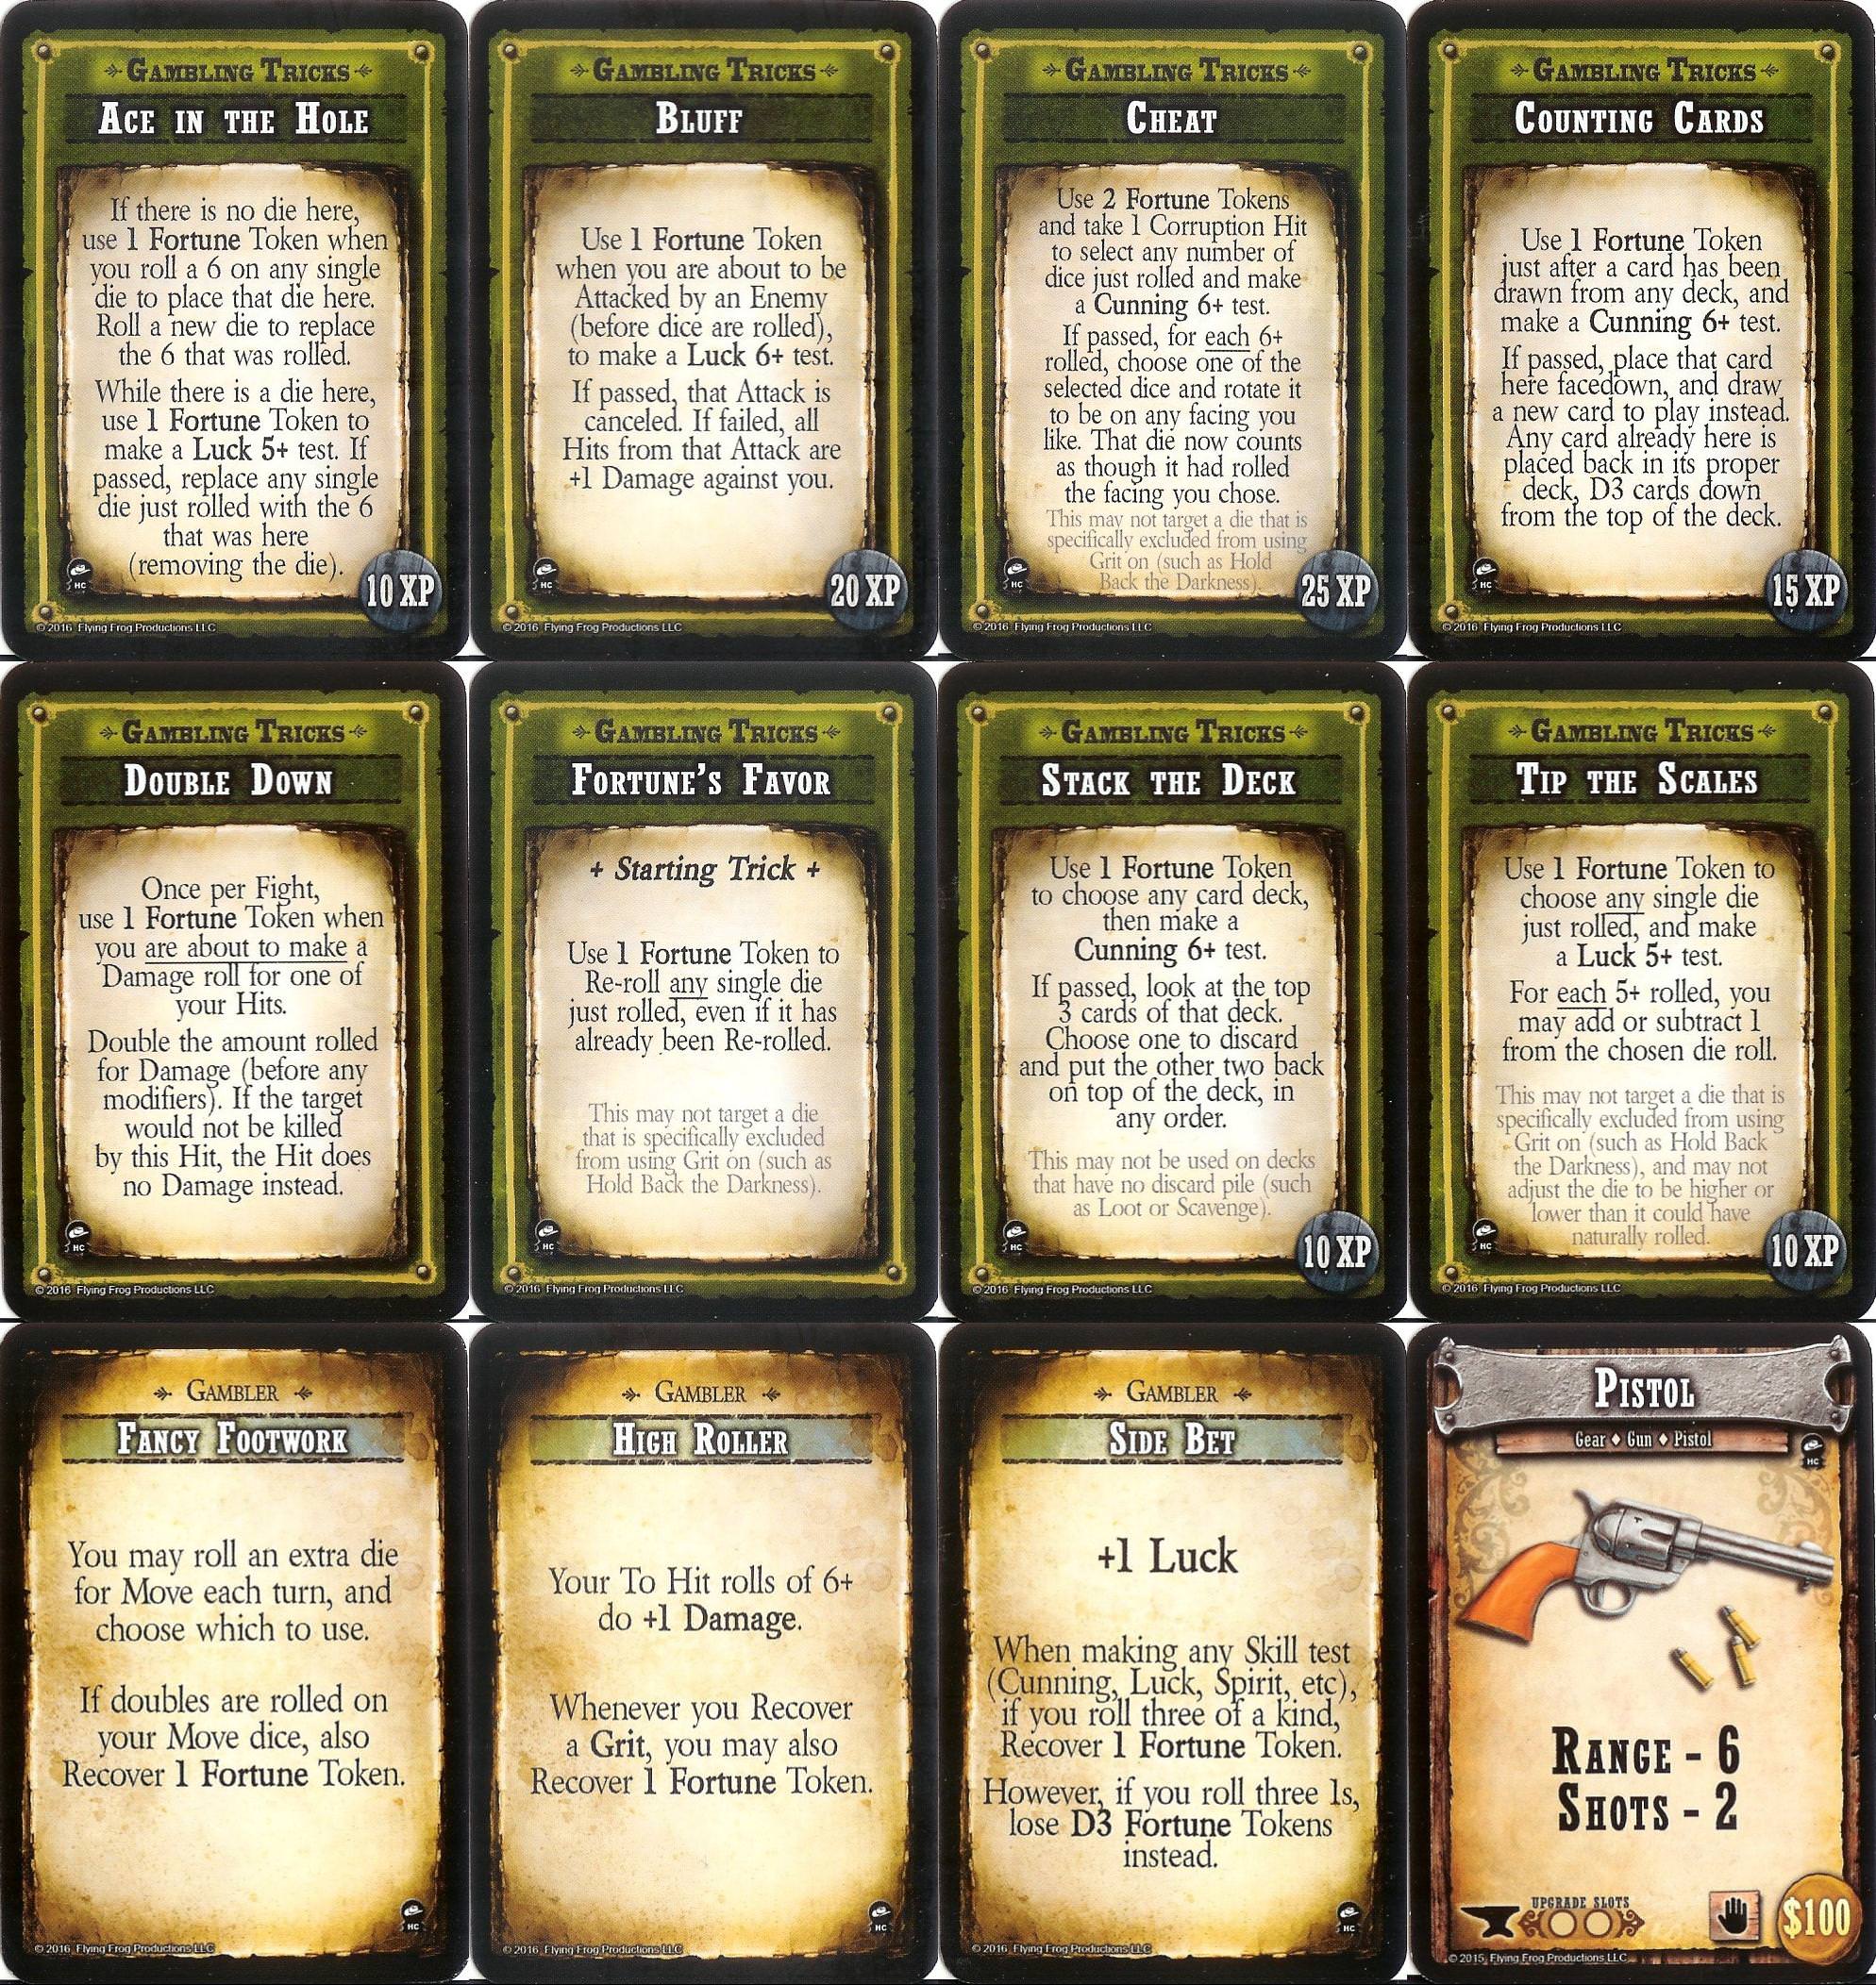 GAMBLING TRICKS
ACE IN THE HOLE
If there is no die here,
use 1 Fortune Token when
you roll a 6 on any single
die to place that die here.
Roll a new die to replace
the 6 that was rolled.
While there is a die here,
use 1 Fortune Token to
make a Luck 5+ test. If
passed, replace any single
die just rolled with the 6
that was here
(removing the die).
HC
10 XP
© 2016 Flying Frog Productions LLC
GAMBLING TRICKS
BLUFF
Use 1 Fortune Token
when you are about to be
Attacked by an Enemy
(before dice are rolled),
to make a Luck 6+ test.
If passed, that Attack is
canceled. If failed, all
Hits from that Attack are
+1 Damage against you.
HC
20 XP
© 2016 Flying Frog Productions LLC
GAMBLING TRICKS
CHEAT
Use 2 Fortune Tokens
and take 1 Corruption Hit
to select any number of
dice just rolled and make
a Cunning 6+ test.
If passed, for each 6+
rolled, choose one of the
selected dice and rotate it
to be on any facing you
like. That die now counts
as though it had rolled
the facing you chose.
This may not target a die that is
specifically excluded from using
Grit on (such as Hold
Back the Darkness).
HC
25 XP
© 2016 Flying Frog Productions LLC
GAMBLING TRICKS
COUNTING CARDS
Use 1 Fortune Token
just after a card has been
drawn from any deck, and
make a Cunning 6+ test.
If passed, place that card
here facedown, and draw
a new card to play instead.
Any card already here is
placed back in its proper
deck, D3 cards down
from the top of the deck.
HC
15 XP
© 2016 Flying Frog Productions LLC
GAMBLING TRICKS
DOUBLE DOWN
Once per Fight,
use 1 Fortune Token when
you are about to make a
Damage roll for one of
your Hits.
Double the amount rolled
for Damage (before any
modifiers). If the target
would not be killed
by this Hit, the Hit does
no Damage instead.
HC
© 2016 Flying Frog Productions LLC
GAMBLING TRICKS
FORTUNE'S FAVOR
+ Starting Trick +
Use 1 Fortune Token to
Re-roll any single die
just rolled, even if it has
already been Re-rolled.
This may not target a die
that is specifically excluded
from using Grit on (such as
Hold Back the Darkness).
HC
© 2016 Flying Frog Productions LLC
GAMBLING TRICKS
STACK THE DECK
Use 1 Fortune Token
to choose any card deck,
then make a
Cunning 6+ test.
If passed, look at the top
3 cards of that deck.
Choose one to discard
and put the other two back
on top of the deck, in
any order.
This may not be used on decks
that have no discard pile (such
as Loot or Scavenge).
HC
10 XP
© 2016 Flying Frog Productions LLC
GAMBLING TRICKS
TIP THE SCALES
Use 1 Fortune Token to
choose any single die
just rolled, and make
a Luck 5+ test.
For each 5+ rolled, you
may add or subtract 1
from the chosen die roll.
This may not target a die that is
specifically excluded from using
Grit on (such as Hold Back
the Darkness), and may not
adjust the die to be higher or
lower than it could have
naturally rolled.
HC
10 XP
© 2016 Flying Frog Productions LLC
GAMBLER
FANCY FOOTWORK
You may roll an extra die
for Move each turn, and
choose which to use.
If doubles are rolled on
your Move dice, also
Recover 1 Fortune Token.
HC
© 2016 Flying Frog Productions LLC
GAMBLER
HIGH ROLLER
Your To Hit rolls of 6+
do +1 Damage.
Whenever you Recover
a Grit, you may also
Recover 1 Fortune Token.
HC
© 2016 Flying Frog Productions LLC
GAMBLER
SIDE BET
+1 Luck
When making any Skill test
(Cunning, Luck, Spirit, etc),
if you roll three of a kind,
Recover 1 Fortune Token.
However, if you roll three 1s,
lose D3 Fortune Tokens
instead.
HC
© 2016 Flying Frog Productions LLC
PISTOL
Gear ♦ Gun ♦ Pistol
HC
RANGE - 6
SHOTS - 2
UPGRADE SLOTS
$100
© 2015 Flying Frog Productions LLC